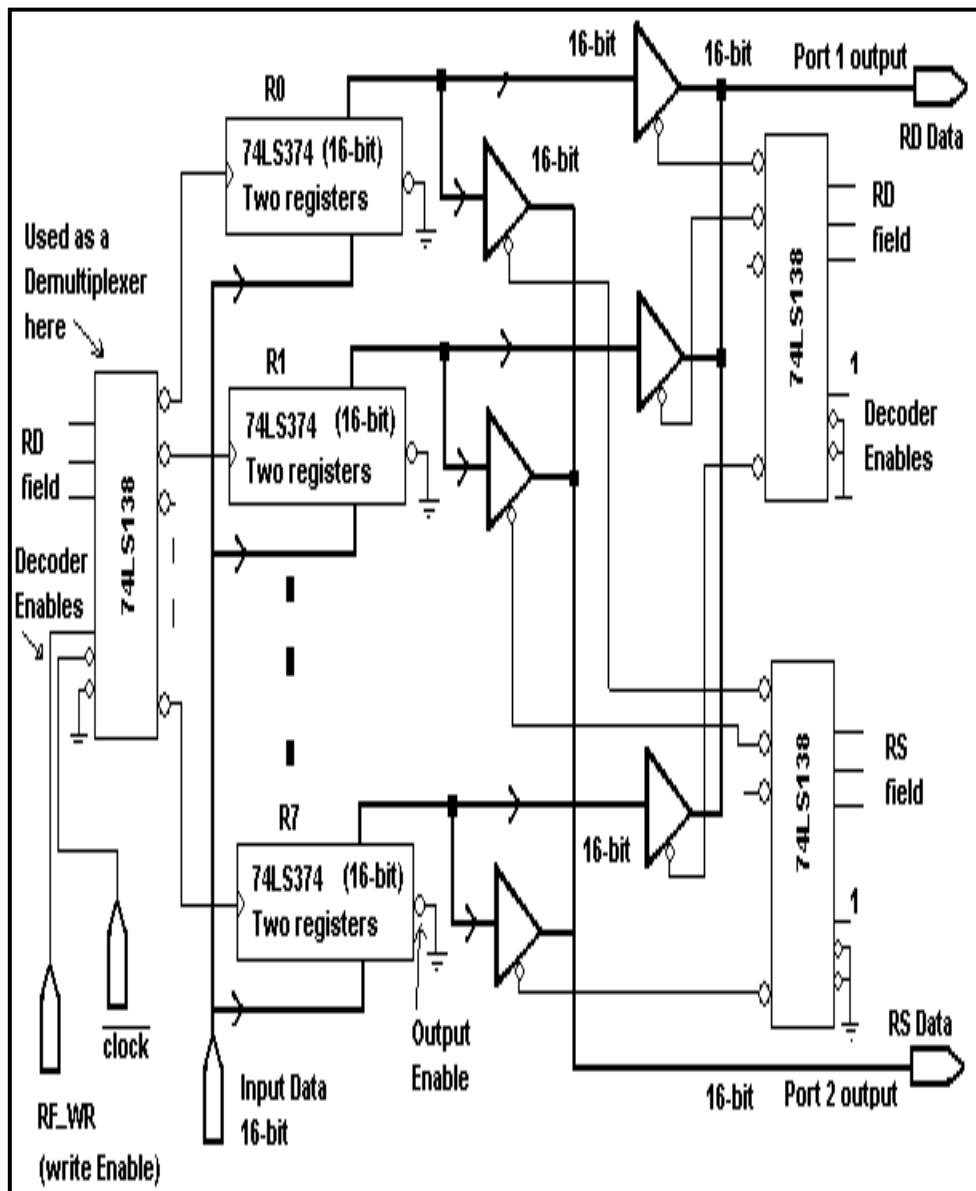 16-bit
16-bit
Port 1 output
R0
74LS374 (16-bit)
Two registers
16-bit
RD Data
RD
field
74LS138
Used as a
Demultiplexer
here
R1
74LS374 (16-bit)
Two registers
1
Decoder
Enables
RD
field
74LS138
Decoder
Enables
R7
74LS374 (16-bit)
Two registers
16-bit
RS
field
74LS138
1
clock
Output
Enable
Input Data
16-bit
RS Data
16-bit
Port 2 output
RF_WR
(write Enable)